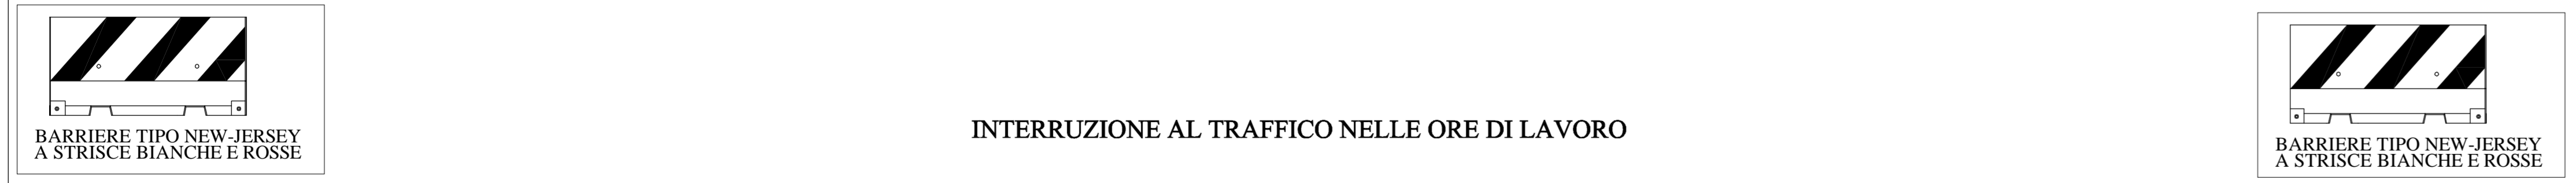 BARRIERE TIPO NEW-JERSEY
A STRISCE BIANCHE E ROSSE
INTERRUZIONE AL TRAFFICO NELLE ORE DI LAVORO
BARRIERE TIPO NEW-JERSEY
A STRISCE BIANCHE E ROSSE